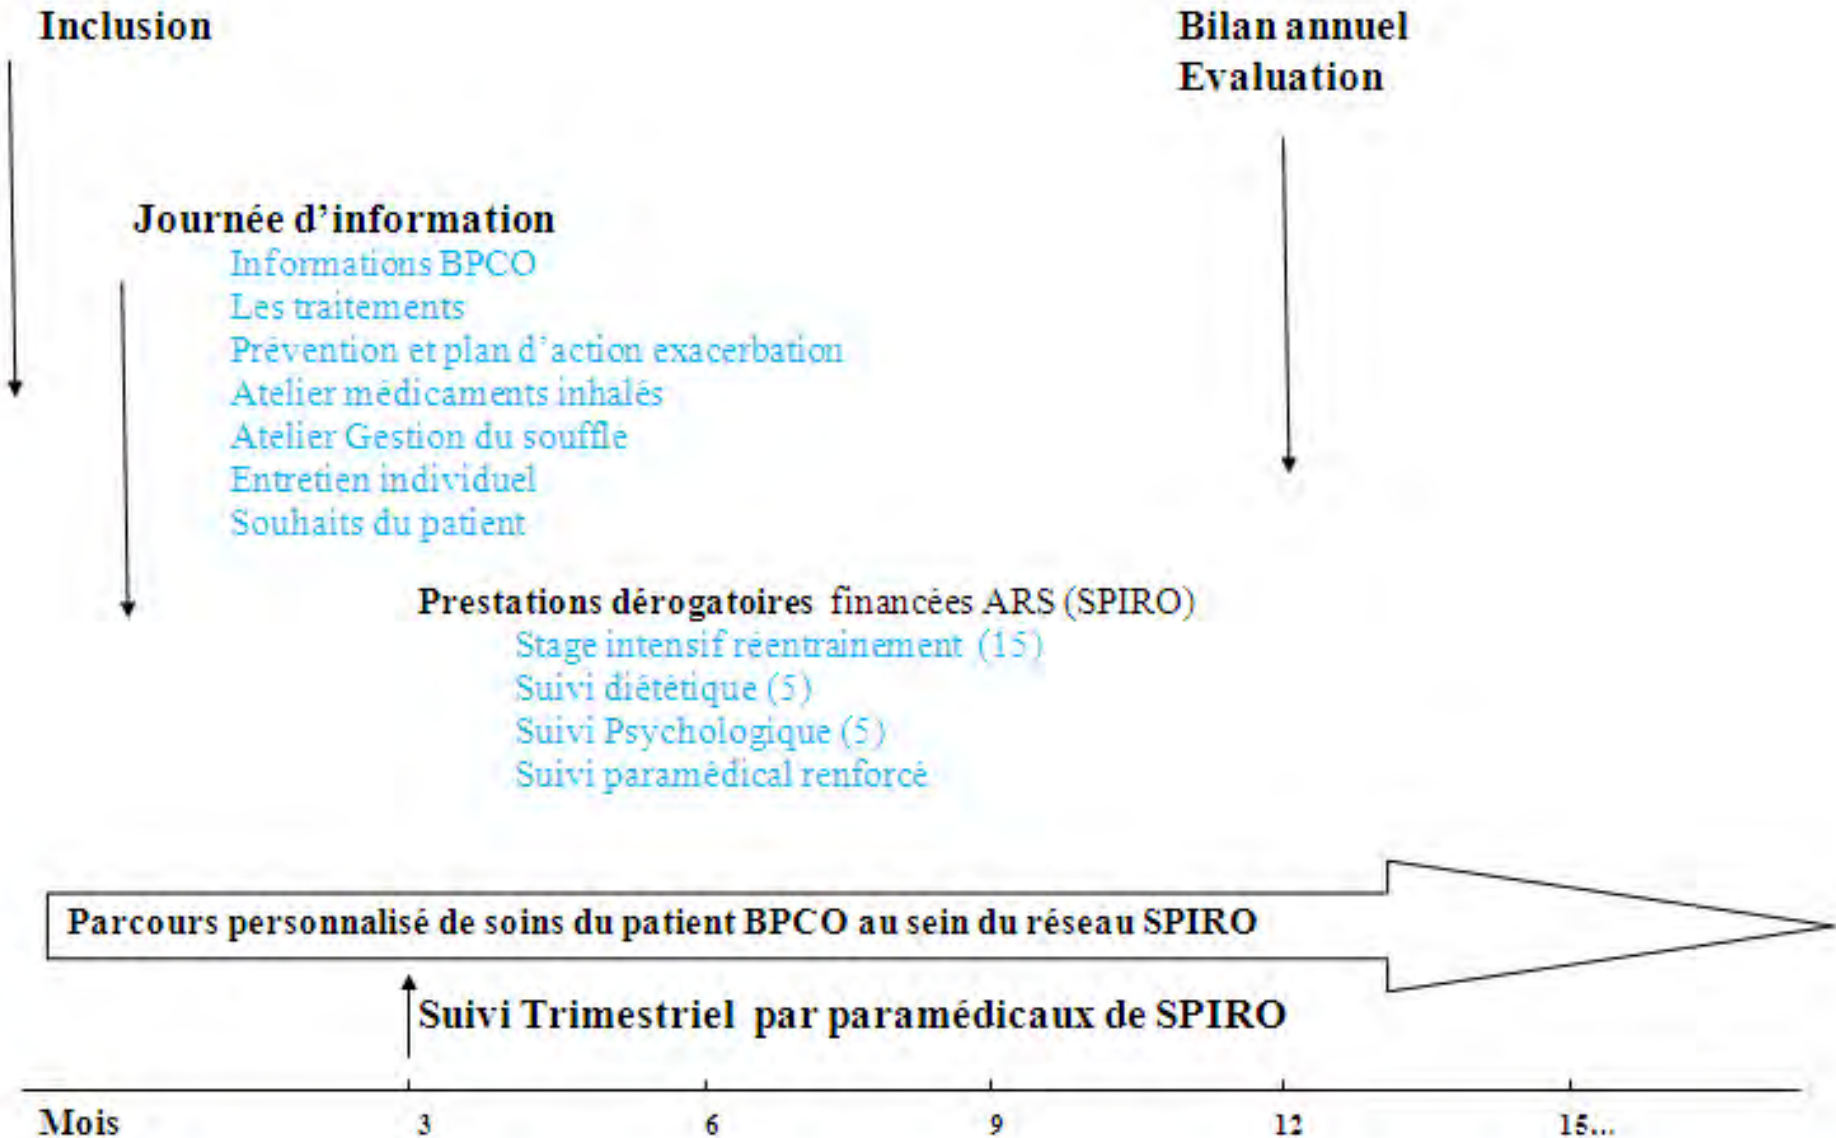 Inclusion
Bilan annuel
Evaluation
Journée d'information
Informations BPCO
Les traitements
Prévention et plan d'action exacerbation
Atelier médicaments inhalés
Atelier Gestion du souffle
Entretien individuel
Souhaits du patient
Prestations dérogatoires financées ARS (SPIRO)
Stage intensif réentrainement (15)
Suivi diététique (5)
Suivi Psychologique (5)
Suivi paramédical renforcé
Parcours personnalisé de soins du patient BPCO au sein du réseau SPIRO
Suivi Trimestriel par paramédicaux de SPIRO
Mois 3 6 9 12 15...